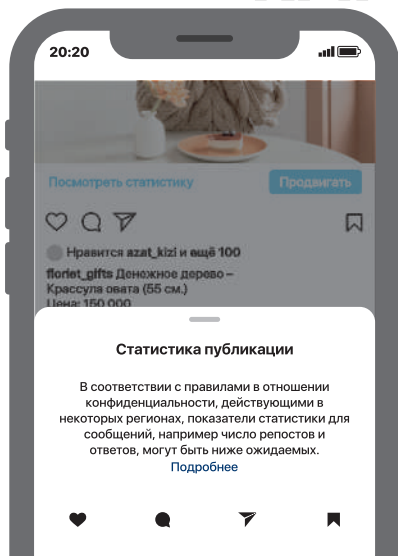 20:20
Посмотреть статистику
Продвигать
Нравится azat_kizi и ещё 100
florist_gifts Денежное дерево –
Крассула овата (55 см.)
Цена: 150 000
Статистика публикации
В соответствии с правилами в отношении
конфиденциальности, действующими в
некоторых регионах, показатели статистики для
сообщений, например число репостов и
ответов, могут быть ниже ожидаемых.
Подробнее